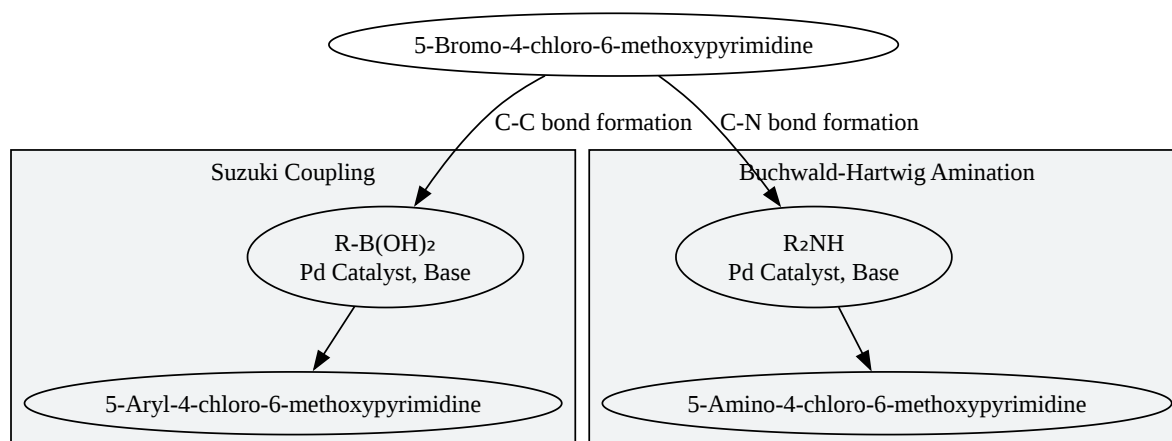 5-Bromo-4-chloro-6-methoxypyrimidine
C-C bond formation
C-N bond formation
Suzuki Coupling
Buchwald-Hartwig Amination
R-B(OH)₂
Pd Catalyst, Base
R₂NH
Pd Catalyst, Base
5-Aryl-4-chloro-6-methoxypyrimidine
5-Amino-4-chloro-6-methoxypyrimidine